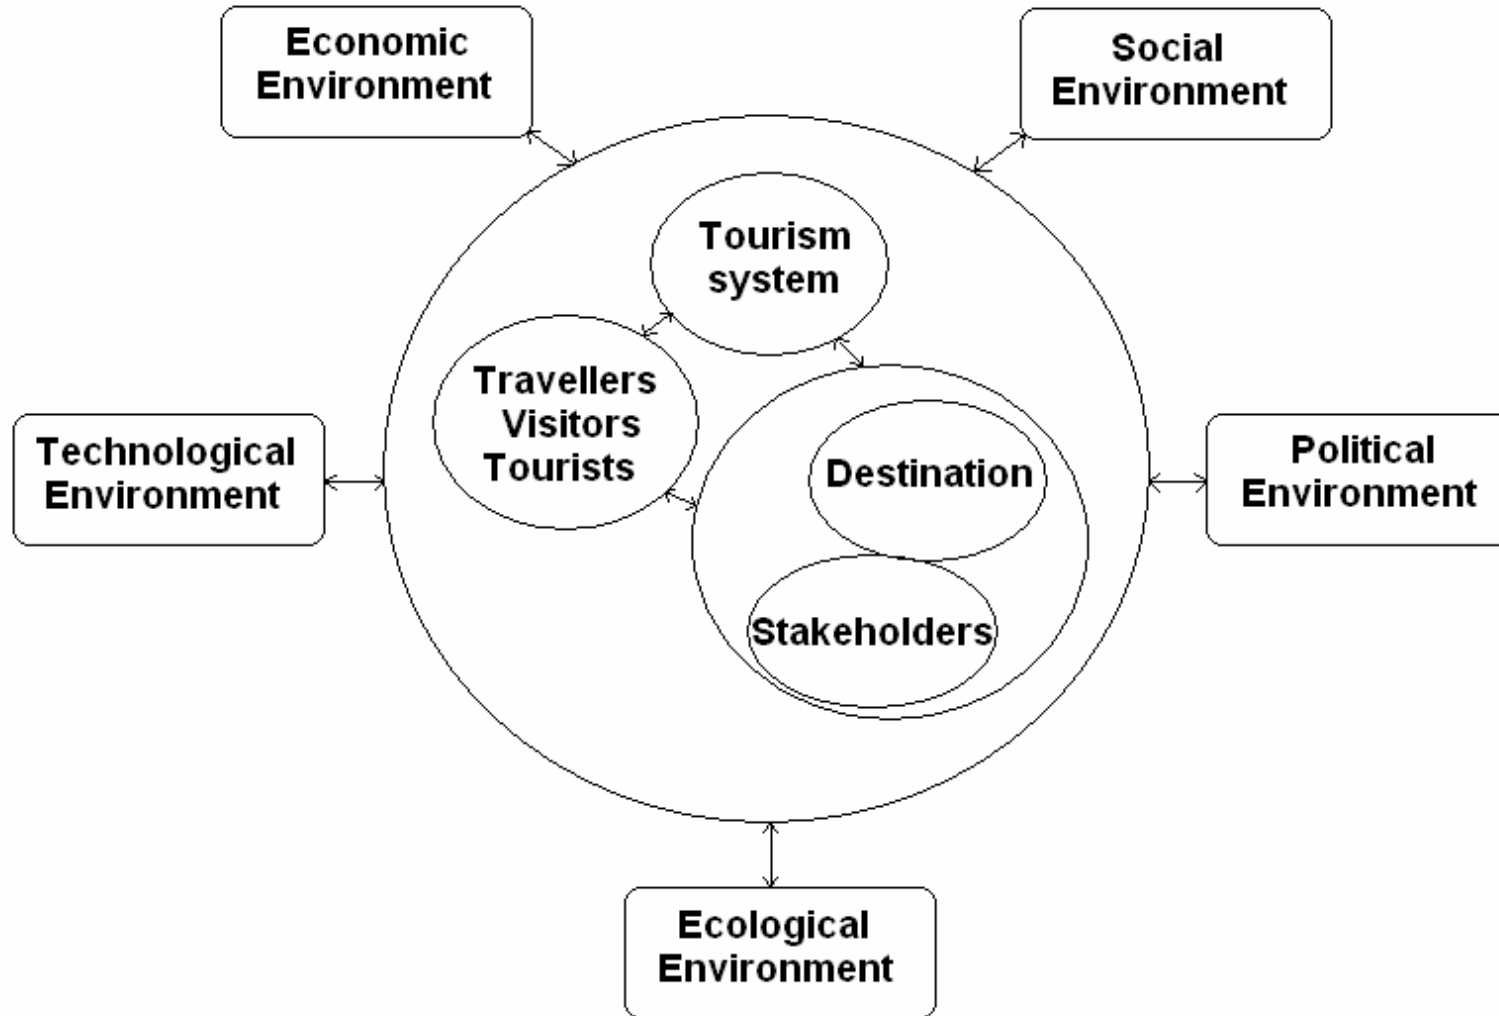 Economic
Environment
Social
Environment
Tourism
system
Travellers
Visitors
Tourists
Technological
Environment
Destination
Political
Environment
Stakeholders
Ecological
Environment